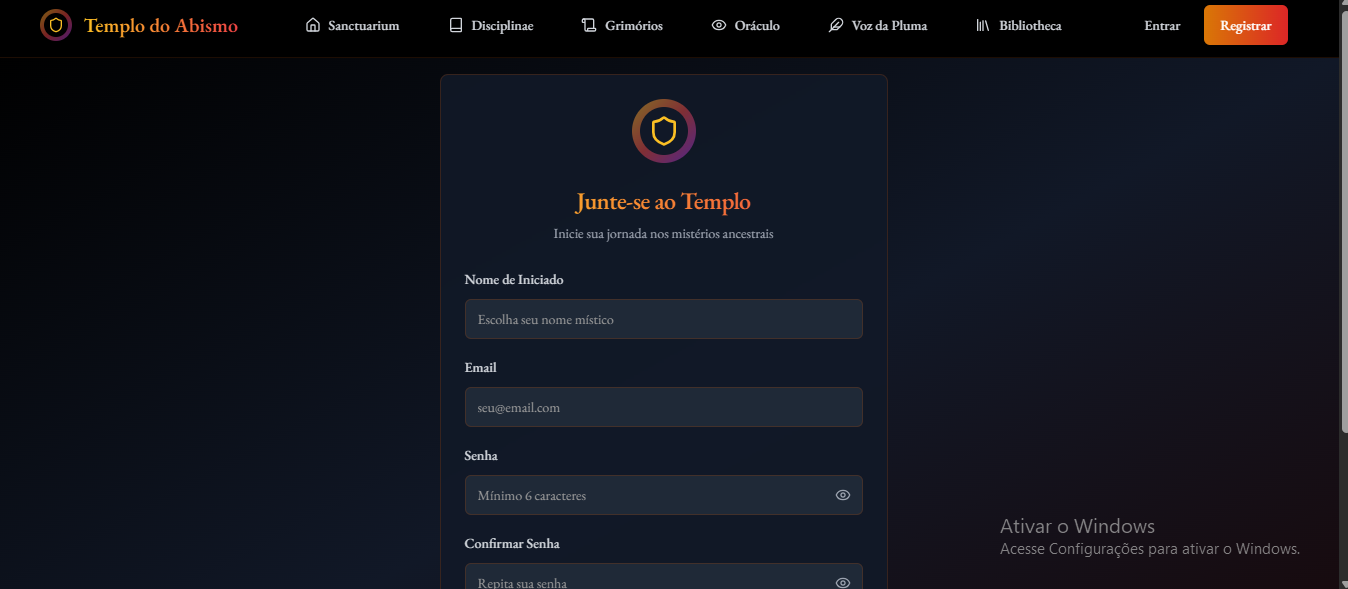 Templo do Abismo
Sanctuarium
Disciplinae
Grimórios
Oráculo
Voz da Pluma
Bibliotheca
Entrar
Registrar
Junte-se ao Templo
Inicie sua jornada nos mistérios ancestrais
Nome de Iniciado
Escolha seu nome místico
Email
seu@email.com
Senha
Mínimo 6 caracteres
Confirmar Senha
Repita sua senha
Ativar o Windows
Acesse Configurações para ativar o Windows.